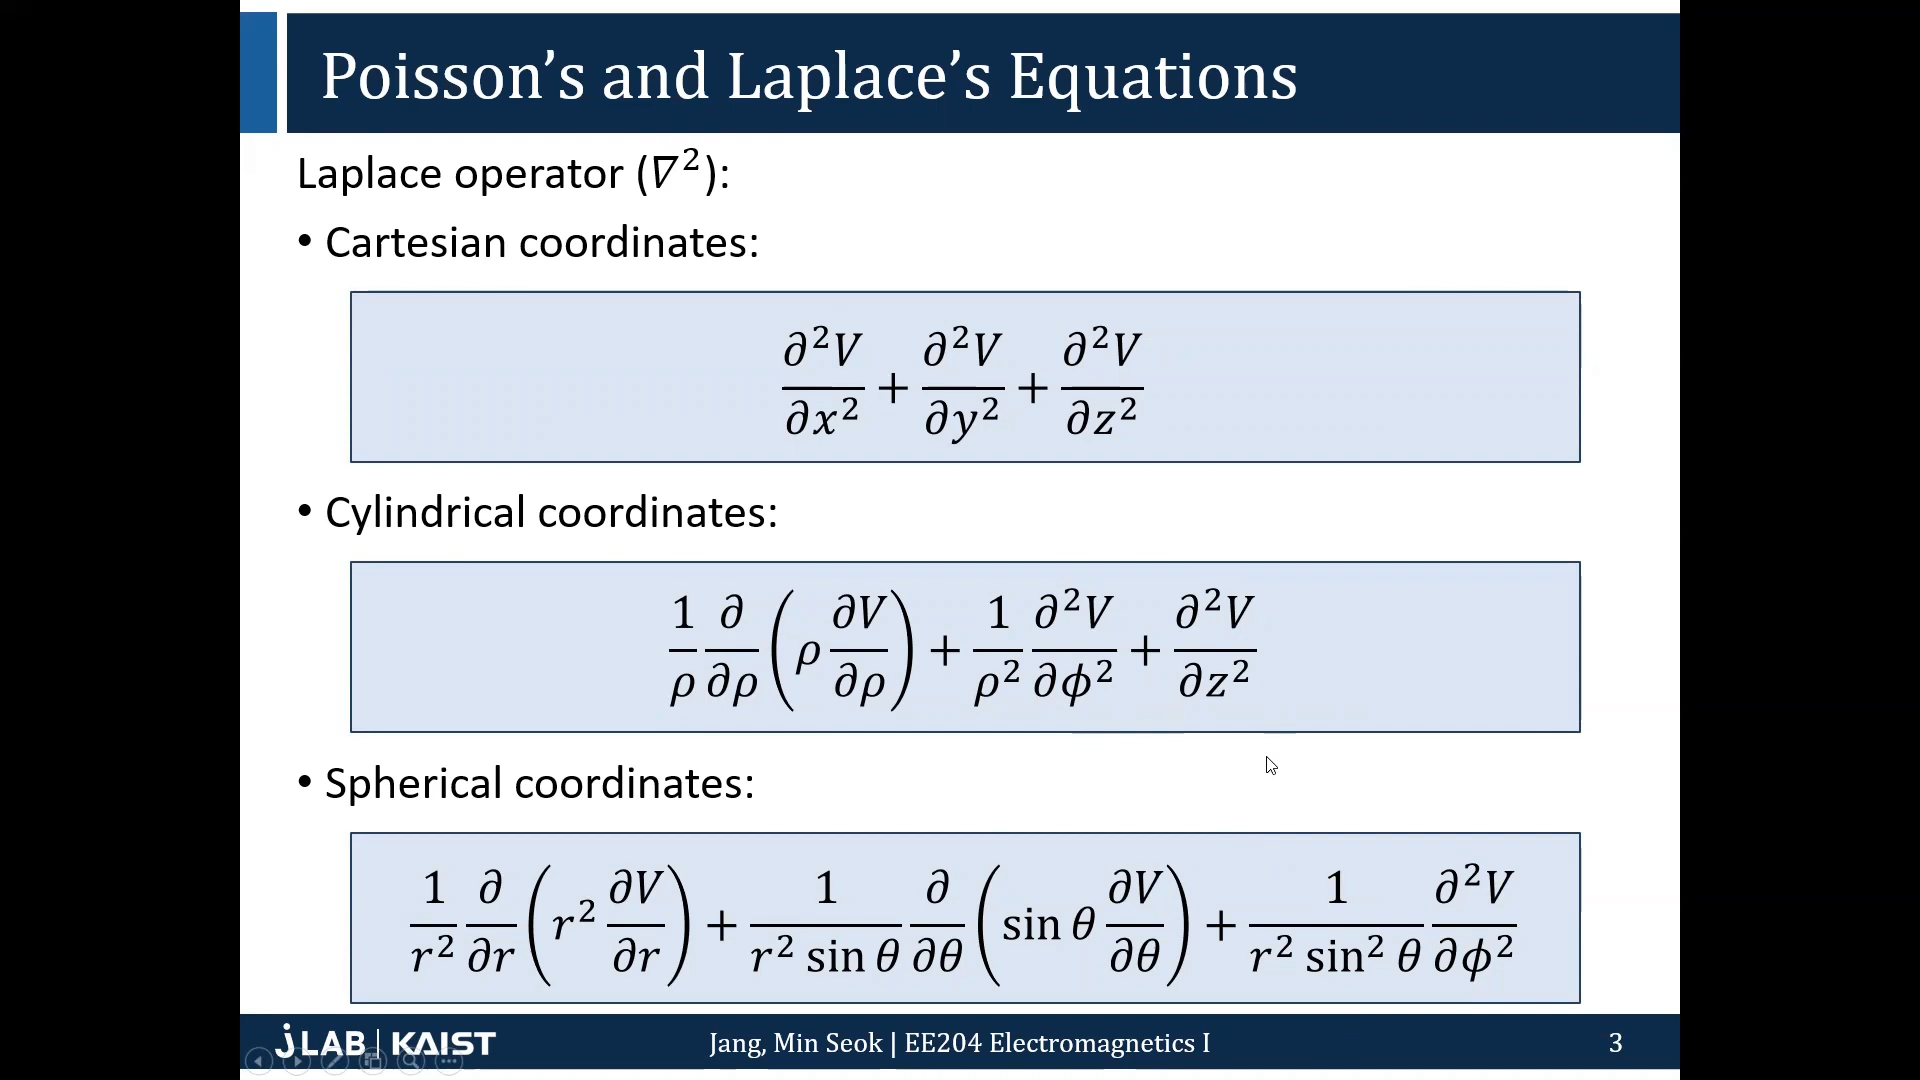 Poisson’s and Laplace’s Equations
Laplace operator (∇²):
• Cartesian coordinates:
∂²V/∂x² + ∂²V/∂y² + ∂²V/∂z²
• Cylindrical coordinates:
1/ρ ∂/∂ρ (ρ ∂V/∂ρ) + 1/ρ² ∂²V/∂ϕ² + ∂²V/∂z²
• Spherical coordinates:
1/r² ∂/∂r (r² ∂V/∂r) + 1/(r² sin θ) ∂/∂θ (sin θ ∂V/∂θ) + 1/(r² sin² θ) ∂²V/∂ϕ²
jLAB | KAIST
Jang, Min Seok | EE204 Electromagnetics I
3